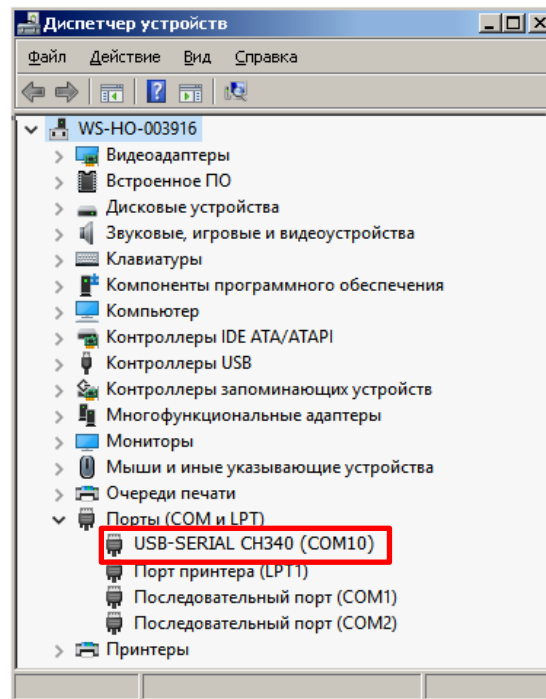 Диспетчер устройств
Файл Действие Вид Справка
WS-HO-003916
Видеоадаптеры
Встроенное ПО
Дисковые устройства
Звуковые, игровые и видеоустройства
Клавиатуры
Компоненты программного обеспечения
Компьютер
Контроллеры IDE ATA/ATAPI
Контроллеры USB
Контроллеры запоминающих устройств
Многофункциональные адаптеры
Мониторы
Мыши и иные указывающие устройства
Очереди печати
Порты (COM и LPT)
USB-SERIAL CH340 (COM10)
Порт принтера (LPT1)
Последовательный порт (COM1)
Последовательный порт (COM2)
Принтеры